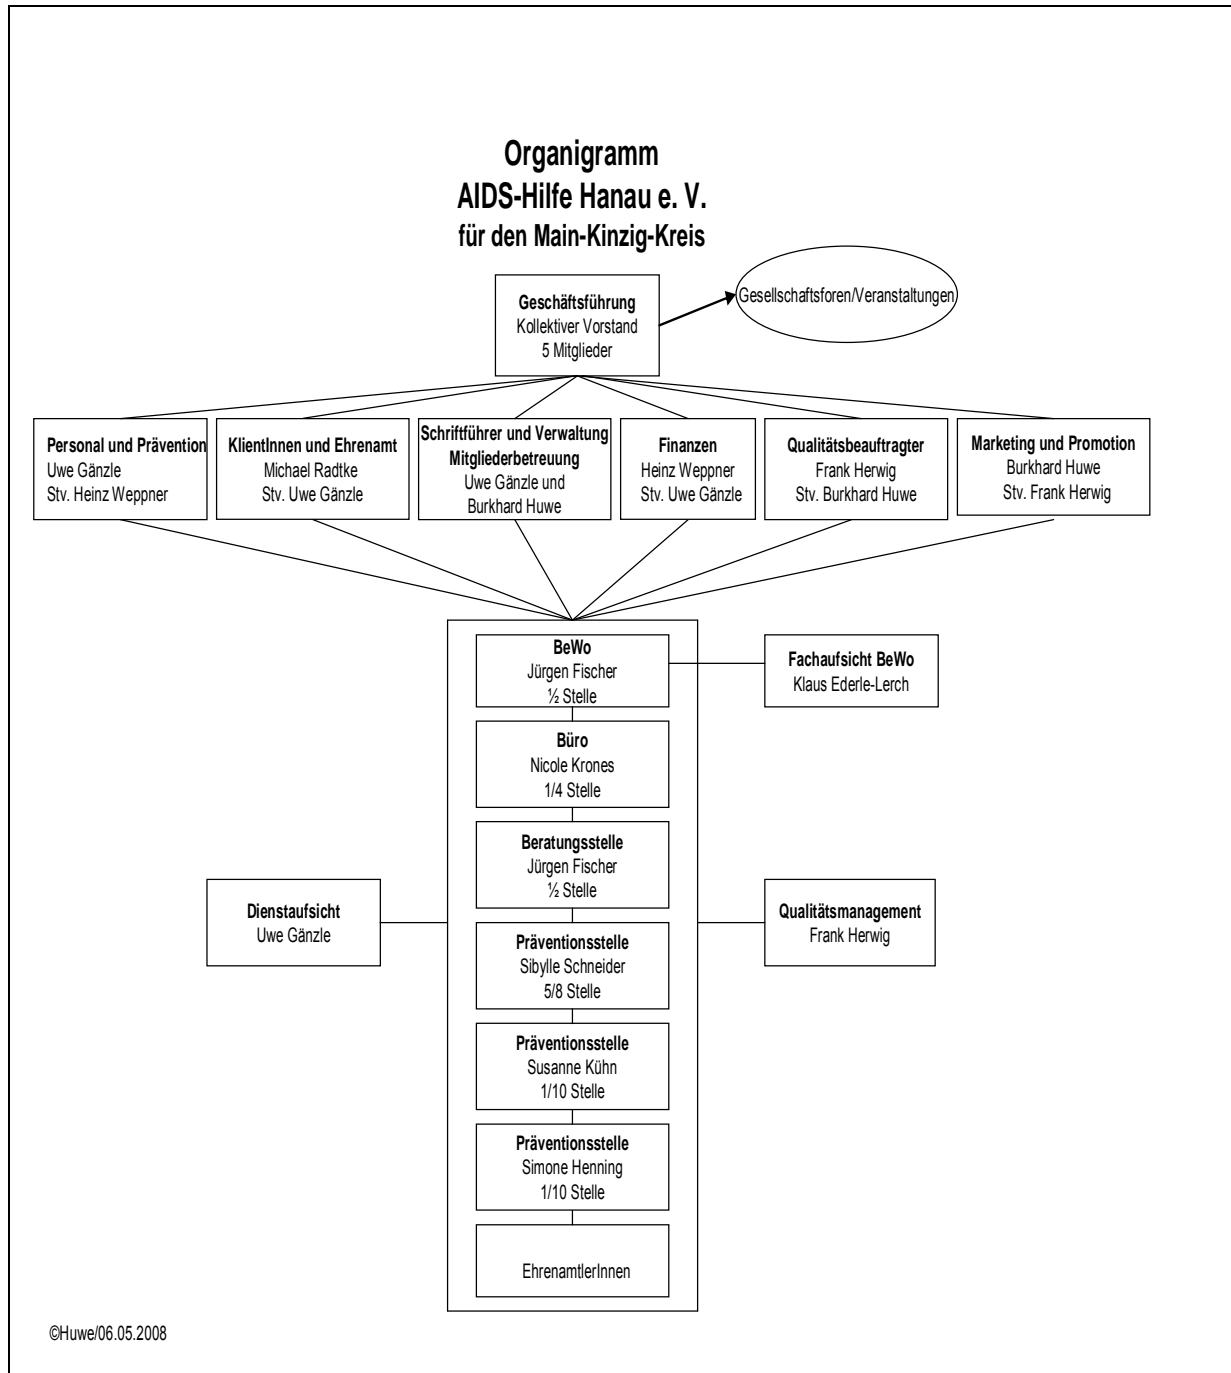 Organigramm
AIDS-Hilfe Hanau e. V.
für den Main-Kinzig-Kreis
Geschäftsführung
Kollektiver Vorstand
5 Mitglieder
Gesellschaftsforen/Veranstaltungen
Personal und Prävention
Uwe Gänzle
Stv. Heinz Weppner
KlientInnen und Ehrenamt
Michael Radtke
Stv. Uwe Gänzle
Schriftführer und Verwaltung
Mitgliederbetreuung
Uwe Gänzle und
Burkhard Huwe
Finanzen
Heinz Weppner
Stv. Uwe Gänzle
Qualitätsbeauftragter
Frank Herwig
Stv. Burkhard Huwe
Marketing und Promotion
Burkhard Huwe
Stv. Frank Herwig
BeWo
Jürgen Fischer
½ Stelle
Fachaufsicht BeWo
Klaus Ederle-Lerch
Büro
Nicole Krones
1/4 Stelle
Beratungsstelle
Jürgen Fischer
½ Stelle
Dienstaufsicht
Uwe Gänzle
Qualitätsmanagement
Frank Herwig
Präventionsstelle
Sibylle Schneider
5/8 Stelle
Präventionsstelle
Susanne Kühn
1/10 Stelle
Präventionsstelle
Simone Henning
1/10 Stelle
EhrenamtlerInnen
©Huwe/06.05.2008